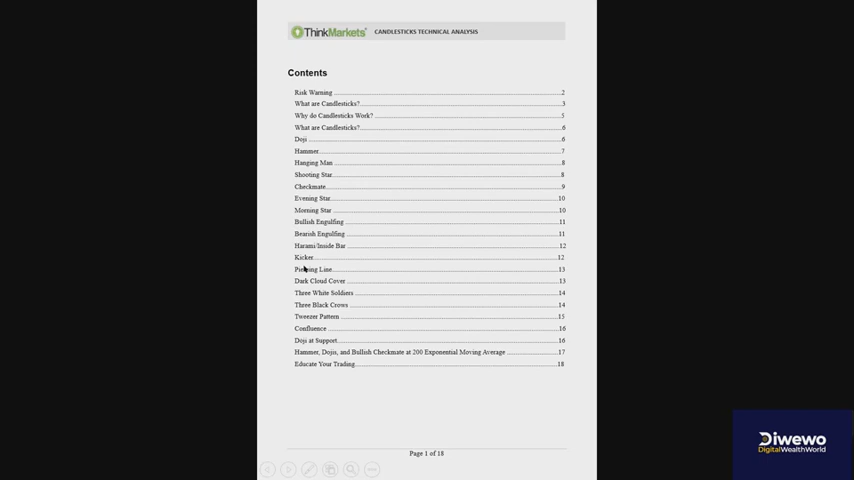 ThinkMarkets CANDLESTICKS TECHNICAL ANALYSIS
Contents
Risk Warning 2
What are Candlesticks? 3
Why do Candlesticks Work? 5
What are Candlesticks? 6
Doji 6
Hammer 7
Hanging Man 8
Shooting Star 8
Checkmate 9
Evening Star 10
Morning Star 10
Bullish Engulfing 11
Bearish Engulfing 11
Harami/Inside Bar 12
Kicker 12
Piercing Line 13
Dark Cloud Cover 13
Three White Soldiers 14
Three Black Crows 14
Tweezer Pattern 15
Confluence 16
Doji at Support 16
Hammer, Dojis, and Bullish Checkmate at 200 Exponential Moving Average 17
Educate Your Trading 18
Page 1 of 18
Diwewo
DigitalWealthWorld